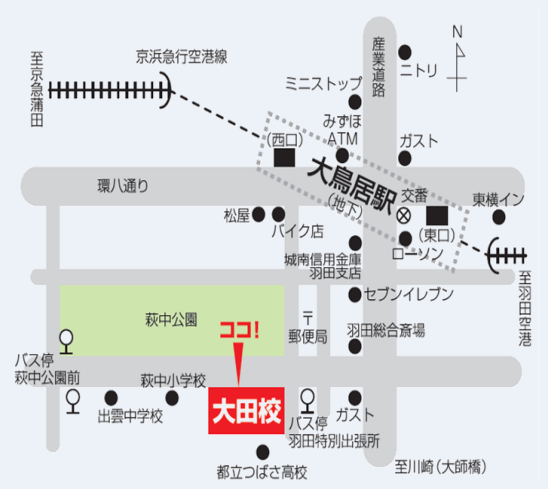 京浜急行空港線
至京急蒲田
産業道路
N
ニトリ
ミニストップ
みずほ
ATM
ガスト
(西口)
大鳥居駅
(地下)
環八通り
交番
東横イン
松屋
バイク店
(東口)
ローソン
城南信用金庫
羽田支店
至羽田空港
セブンイレブン
萩中公園
ココ!
〒
郵便局
羽田総合斎場
バス停
萩中公園前
萩中小学校
出雲中学校
大田校
バス停
羽田特別出張所
ガスト
都立つばさ高校
至川崎(大師橋)